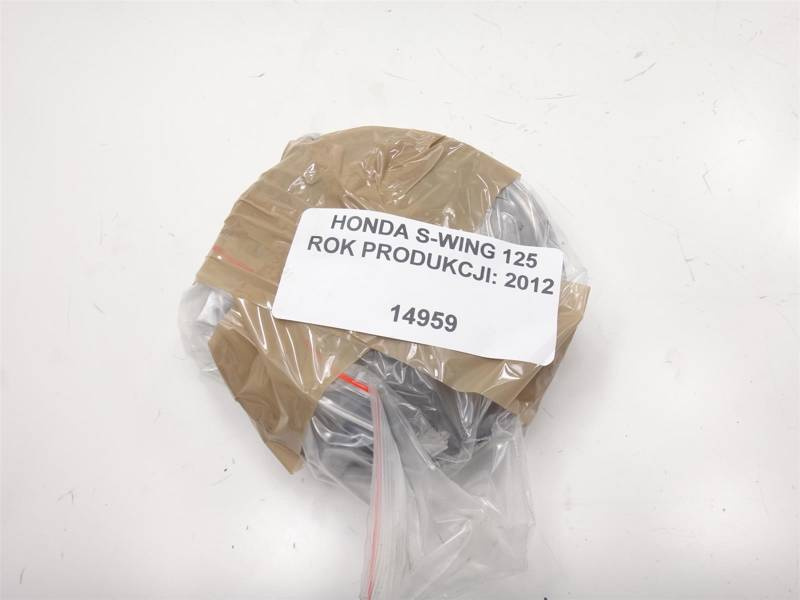 HONDA S-WING 125
ROK PRODUKCJI: 2012
14959